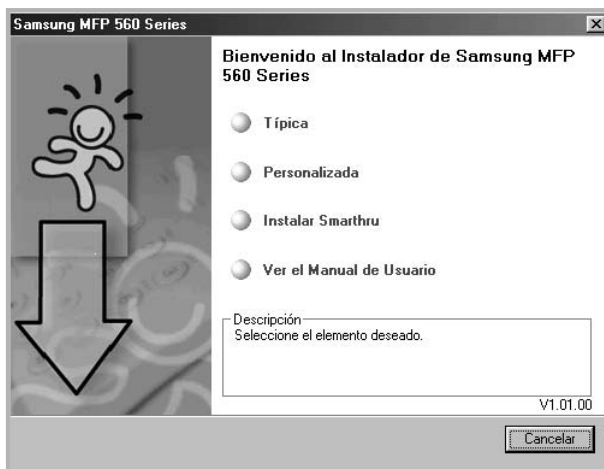 Samsung MFP 560 Series
Bienvenido al Instalador de Samsung MFP
560 Series
Típica
Personalizada
Instalar Smarthru
Ver el Manual de Usuario
Descripción
Seleccione el elemento deseado.
V1.01.00
Cancelar